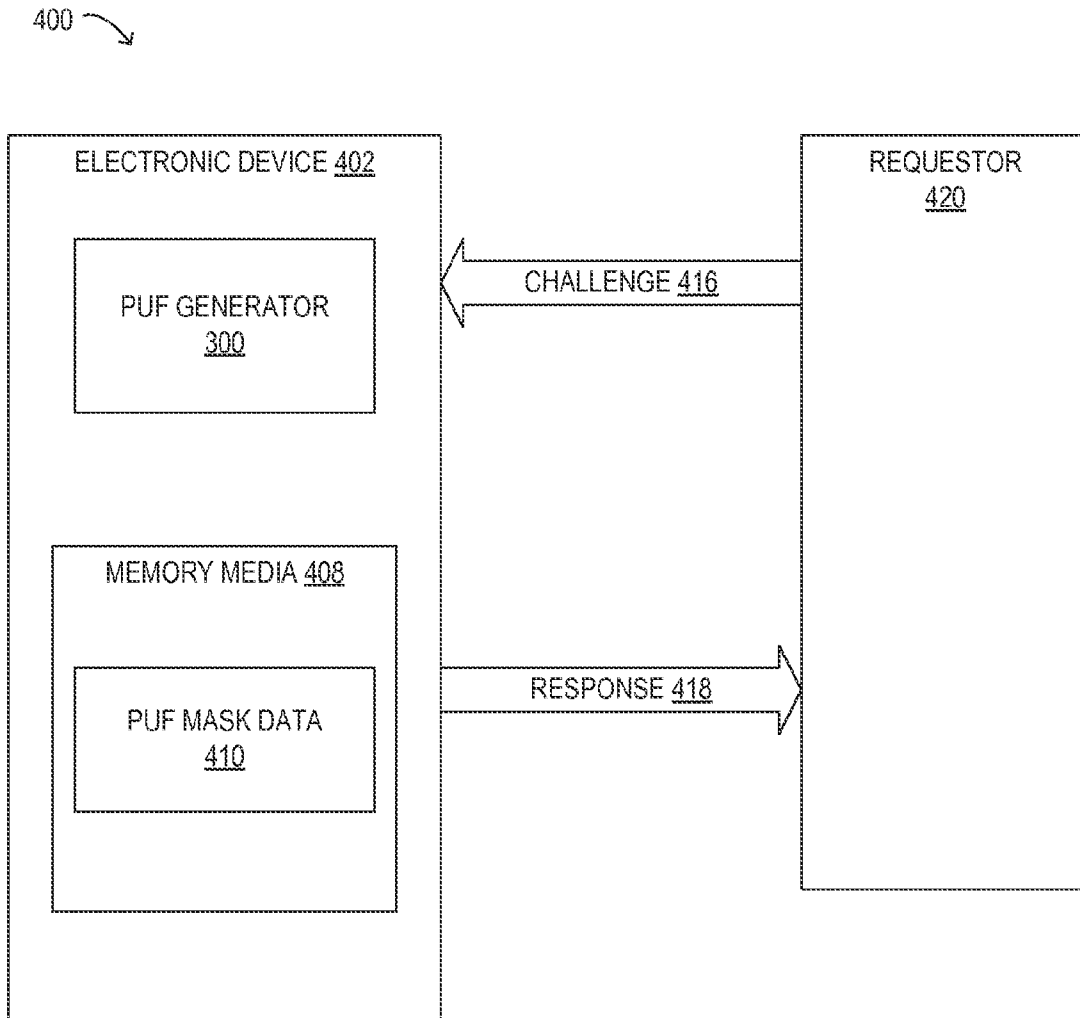 400
ELECTRONIC DEVICE 402
REQUESTOR
420
CHALLENGE 416
PUF GENERATOR
300
MEMORY MEDIA 408
RESPONSE 418
PUF MASK DATA
410